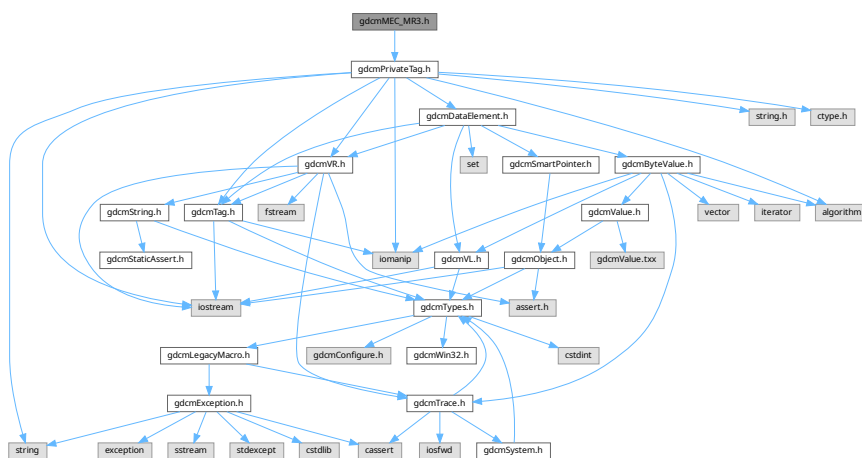 gdcmMEC_MR3.h
gdcmPrivateTag.h
gdcmDataElement.h
string.h
ctype.h
gdcmVR.h
set
gdcmSmartPointer.h
gdcmByteValue.h
gdcmString.h
gdcmTag.h
fstream
gdcmValue.h
vector
iterator
algorithm
gdcmStaticAssert.h
iomanip
gdcmVL.h
gdcmObject.h
gdcmValue.txx
iostream
gdcmTypes.h
assert.h
gdcmLegacyMacro.h
gdcmConfigure.h
gdcmWin32.h
cstdint
gdcmException.h
gdcmTrace.h
string
exception
sstream
stdexcept
cstdlib
cassert
iosfwd
gdcmSystem.h